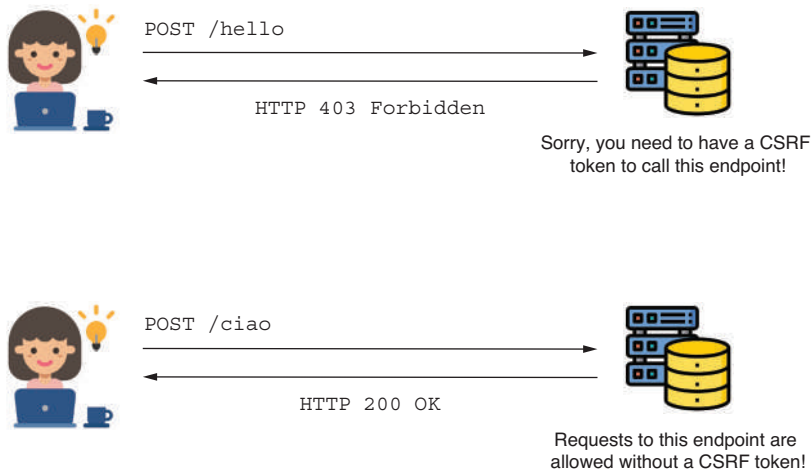 POST /hello
HTTP 403 Forbidden
Sorry, you need to have a CSRF
token to call this endpoint!
POST /ciao
HTTP 200 OK
Requests to this endpoint are
allowed without a CSRF token!